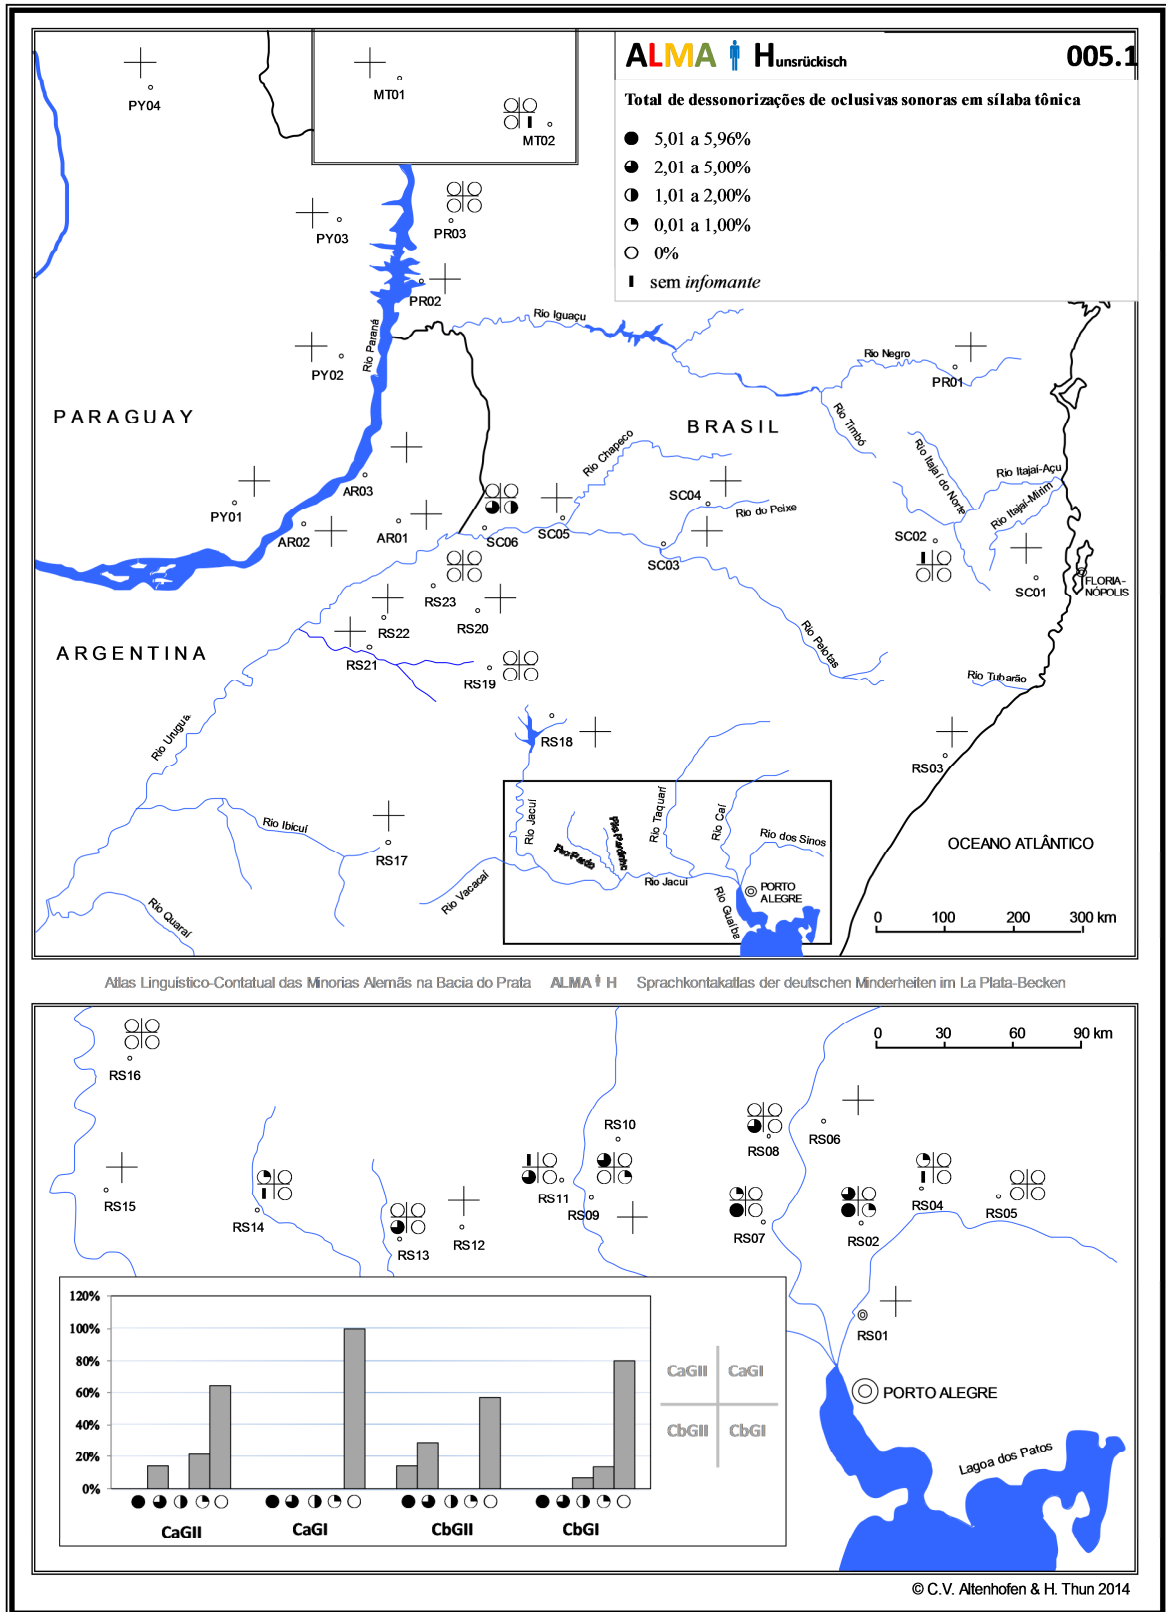 ALMA Hunsrückisch 005.1
Total de dessonorizações de oclusivas sonoras em sílaba tônica
5,01 a 5,96%
2,01 a 5,00%
1,01 a 2,00%
0,01 a 1,00%
0%
sem infomante
PY04
MT01
MT02
PY03
PR03
PR02
Rio Iguaçu
Rio Paraná
PY02
Rio Negro
PR01
PARAGUAY
BRASIL
Rio Timbó
Rio Chapeco
Rio Itajaí do Norte
Rio Itajaí-Açu
Rio Itajaí-Mirim
AR03
PY01
SC04
Rio do Peixe
AR02
AR01
SC06
SC05
SC03
SC02
SC01
FLORIA-
NÓPOLIS
RS23
RS20
RS22
RS21
RS19
Rio Pelotas
ARGENTINA
Rio Tubarão
Rio Urugua
RS18
RS03
Rio Jacuí
Rio Taquarí
Rio Caí
Rio Ibicuí
RS17
Rio Pardo
Rio Pardinho
Rio dos Sinos
OCEANO ATLÂNTICO
Rio Vacacaí
Rio Jacui
PORTO
ALEGRE
Rio Guaíba
Rio Quaraí
0 100 200 300 km
Atlas Linguístico-Contatual das Minorias Alemãs na Bacia do Prata ALMA H Sprachkontakatlas der deutschen Minderheiten im La Plata-Becken
0 30 60 90 km
RS16
RS10
RS08
RS06
RS15
RS14
RS11
RS09
RS04
RS05
RS13
RS12
RS07
RS02
RS01
PORTO ALEGRE
Lagoa dos Patos
120%
100%
80%
60%
40%
20%
0%
CaGII CaGI CbGII CbGI
CaGII CaGI
CbGII CbGI
© C.V. Altenhofen & H. Thun 2014